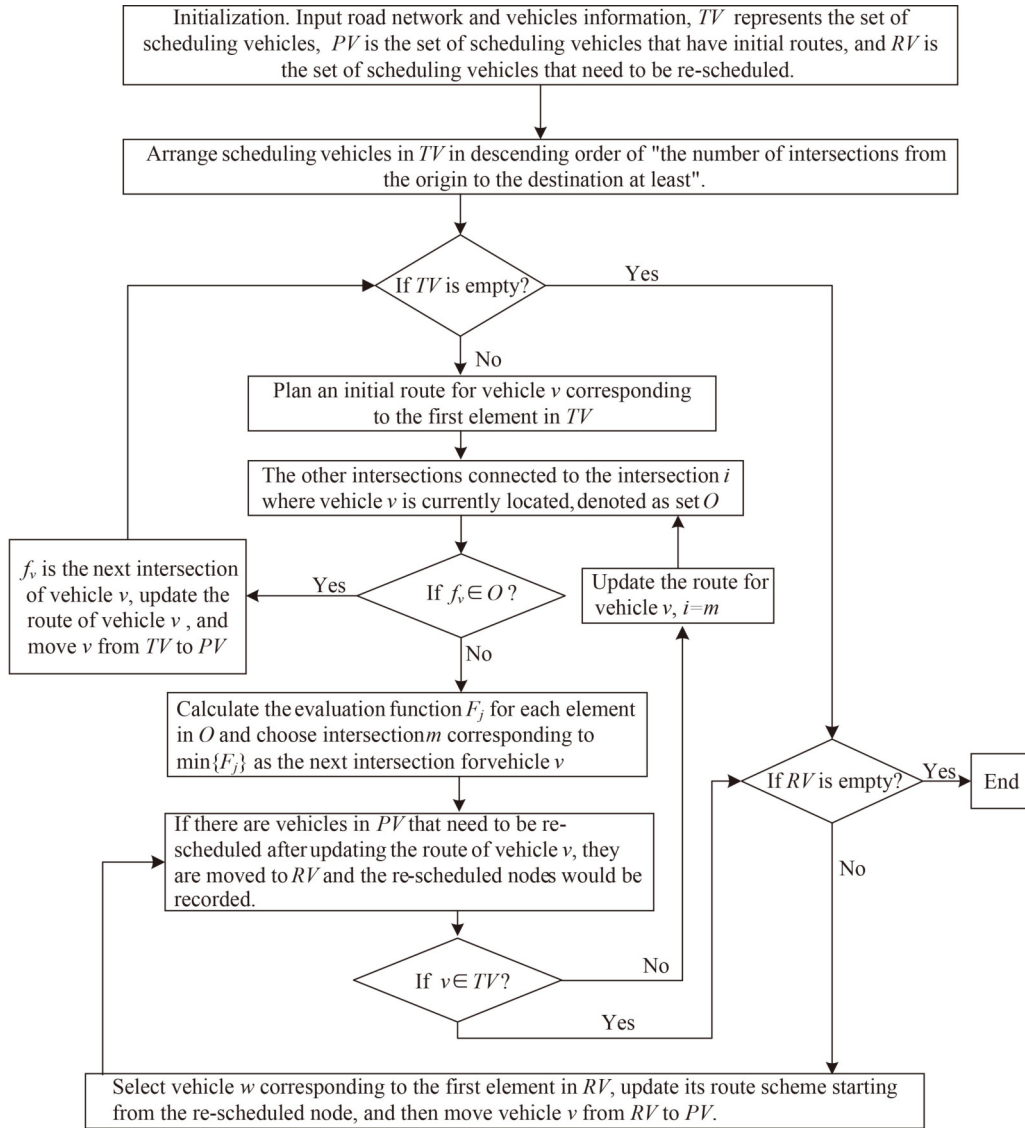 Initialization. Input road network and vehicles information, TV represents the set of
scheduling vehicles, PV is the set of scheduling vehicles that have initial routes, and RV is
the set of scheduling vehicles that need to be re-scheduled.
Arrange scheduling vehicles in TV in descending order of "the number of intersections from
the origin to the destination at least".
If TV is empty?
Yes
No
Plan an initial route for vehicle v corresponding
to the first element in TV
The other intersections connected to the intersection i
where vehicle v is currently located, denoted as set O
f_v is the next intersection
of vehicle v, update the
route of vehicle v , and
move v from TV to PV
Yes
If f_v ∈ O ?
Update the route for
vehicle v, i=m
No
Calculate the evaluation function F_j for each element
in O and choose intersection m corresponding to
min{F_j} as the next intersection forvehicle v
If RV is empty?
Yes
End
If there are vehicles in PV that need to be re-
scheduled after updating the route of vehicle v, they
are moved to RV and the re-scheduled nodes would be
recorded.
No
If v ∈ TV?
No
Yes
Select vehicle w corresponding to the first element in RV, update its route scheme starting
from the re-scheduled node, and then move vehicle v from RV to PV.